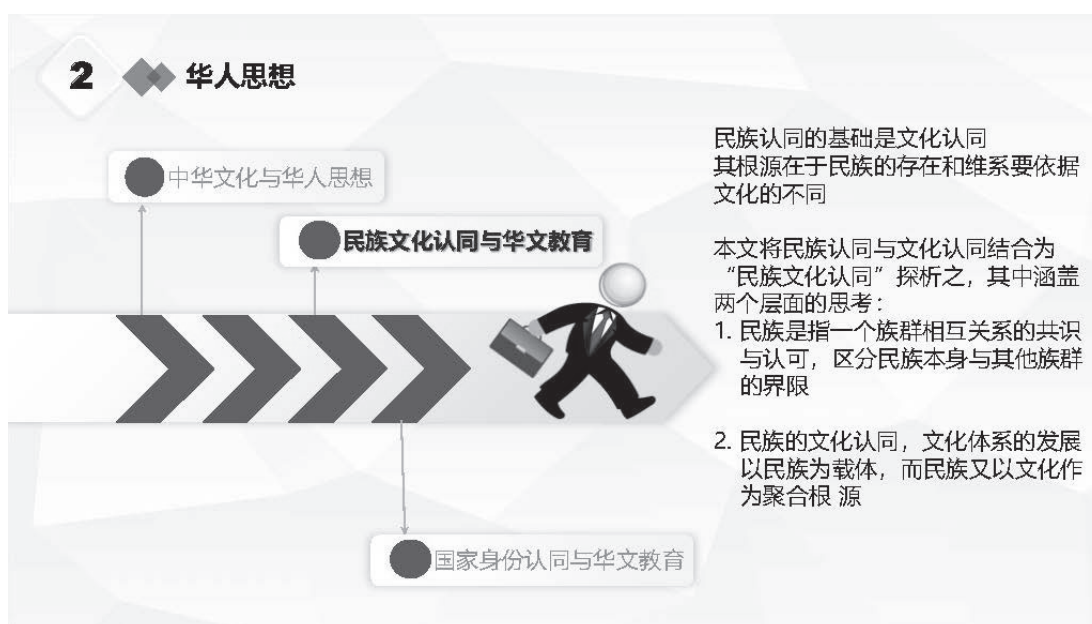 2 华人思想
中华文化与华人思想
民族文化认同与华文教育
国家身份认同与华文教育
民族认同的基础是文化认同
其根源在于民族的存在和维系要依据
文化的不同
本文将民族认同与文化认同结合为
“民族文化认同”探析之，其中涵盖
两个层面的思考：
1. 民族是指一个族群相互关系的共识
与认可，区分民族本身与其他族群
的界限
2. 民族的文化认同，文化体系的发展
以民族为载体，而民族又以文化作
为聚合根 源